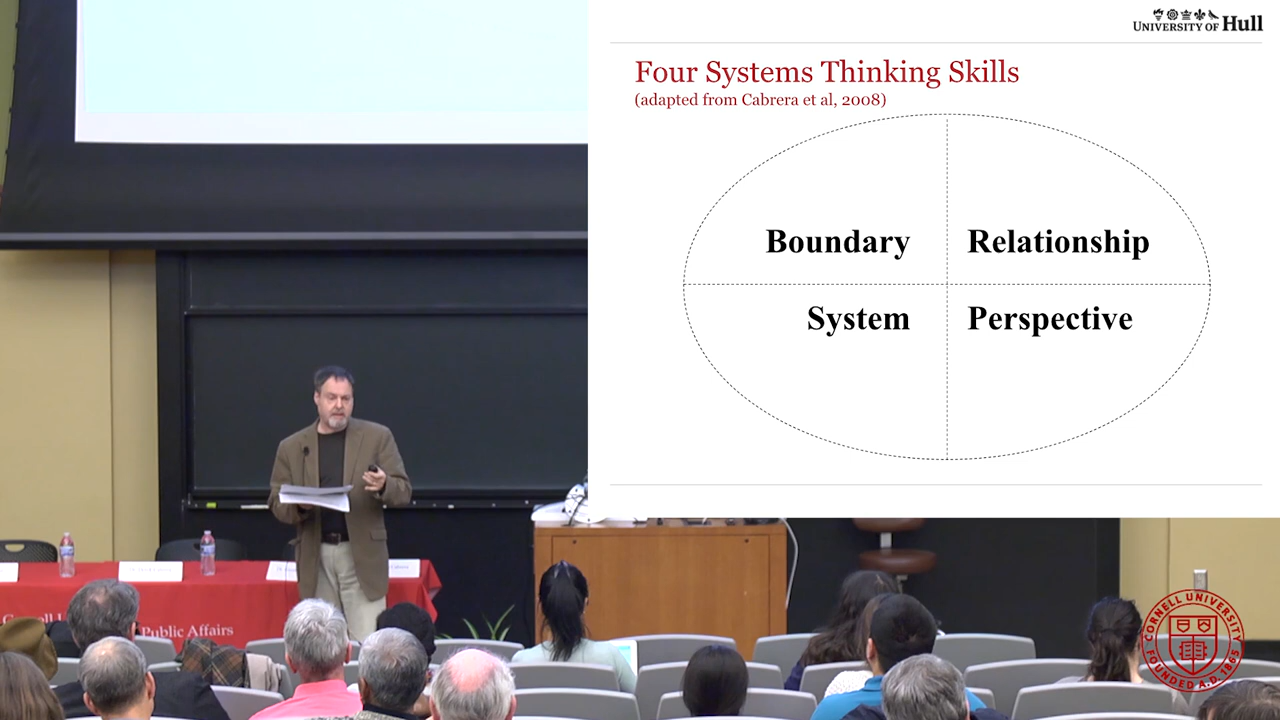 UNIVERSITY OF Hull
Four Systems Thinking Skills
(adapted from Cabrera et al, 2008)
Boundary
Relationship
System
Perspective
Public Affairs
CORNELL UNIVERSITY
FOUNDED A.D. 1865